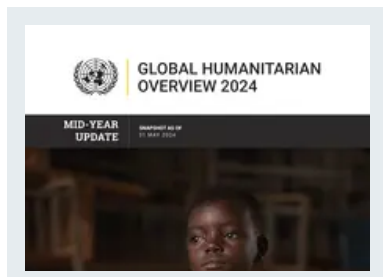 GLOBAL HUMANITARIAN
OVERVIEW 2024
MID-YEAR
UPDATE
SNAPSHOT AS OF
31 MAY 2024